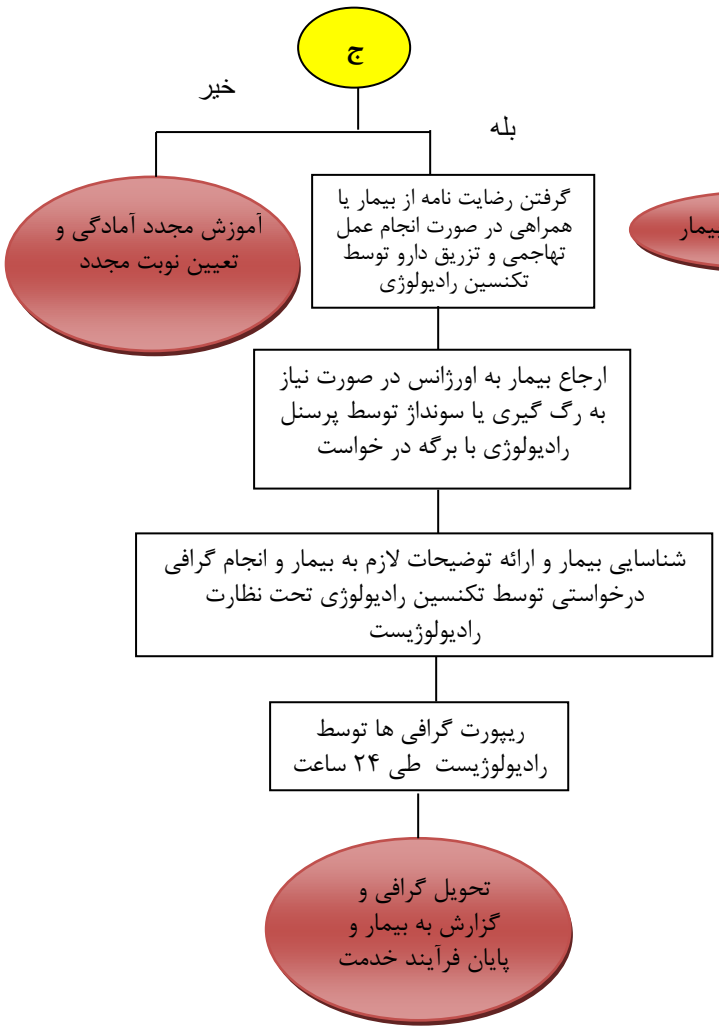 ج
خیر
بله
آموزش مجدد آمادگی و
تعیین نوبت مجدد
گرفتن رضایت نامه از بیمار یا
همراهی در صورت انجام عمل
تهاجمی و تزریق دارو توسط
تکنسین رادیولوژی
بیمار
ارجاع بیمار به اورژانس در صورت نیاز
به رگ گیری یا سونداژ توسط پرسنل
رادیولوژی با برگه در خواست
شناسایی بیمار و ارائه توضیحات لازم به بیمار و انجام گرافی
درخواستی توسط تکنسین رادیولوژی تحت نظارت
رادیولوژیست
ریپورت گرافی ها توسط
رادیولوژیست طی ۲۴ ساعت
تحویل گرافی و
گزارش به بیمار و
پایان فرآیند خدمت